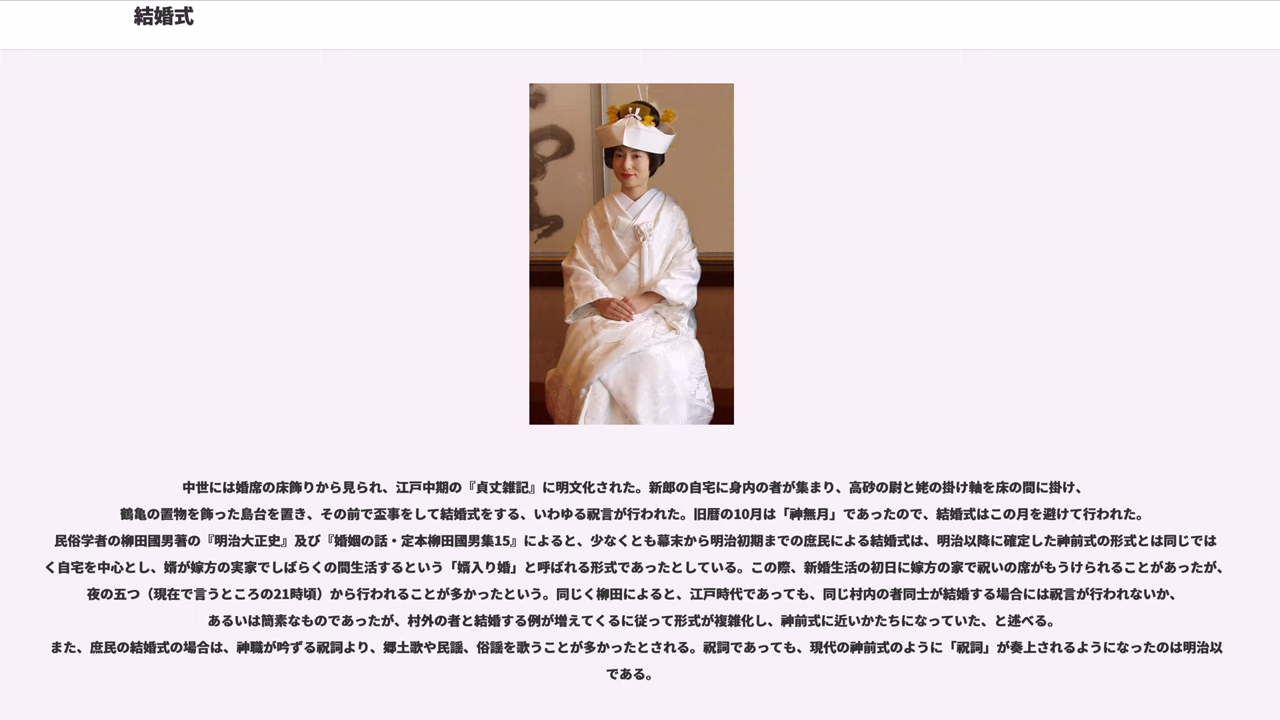 結婚式
中世には婚席の床飾りから見られ、江戸中期の『貞丈雑記』に明文化された。新郎の自宅に身内の者が集まり、高砂の尉と姥の掛け軸を床の間に掛け、
鶴亀の置物を飾った島台を置き、その前で盃事をして結婚式をする、いわゆる祝言が行われた。旧暦の10月は「神無月」であったので、結婚式はこの月を避けて行われた。
民俗学者の柳田國男著の『明治大正史』及び『婚姻の話・定本柳田國男集15』によると、少なくとも幕末から明治初期までの庶民による結婚式は、明治以降に確定した神前式の形式とは同じでは
く自宅を中心とし、婿が嫁方の実家でしばらくの間生活するという「婿入り婚」と呼ばれる形式であったとしている。この際、新婚生活の初日に嫁方の家で祝いの席がもうけられることがあったが、
夜の五つ（現在で言うところの21時頃）から行われることが多かったという。同じく柳田によると、江戸時代であっても、同じ村内の者同士が結婚する場合には祝言が行われないか、
あるいは簡素なものであったが、村外の者と結婚する例が増えてくるに従って形式が複雑化し、神前式に近いかたちになっていた、と述べる。
また、庶民の結婚式の場合は、神職が吟ずる祝詞より、郷土歌や民謡、俗謡を歌うことが多かったとされる。祝詞であっても、現代の神前式のように「祝詞」が奏上されるようになったのは明治以
である。